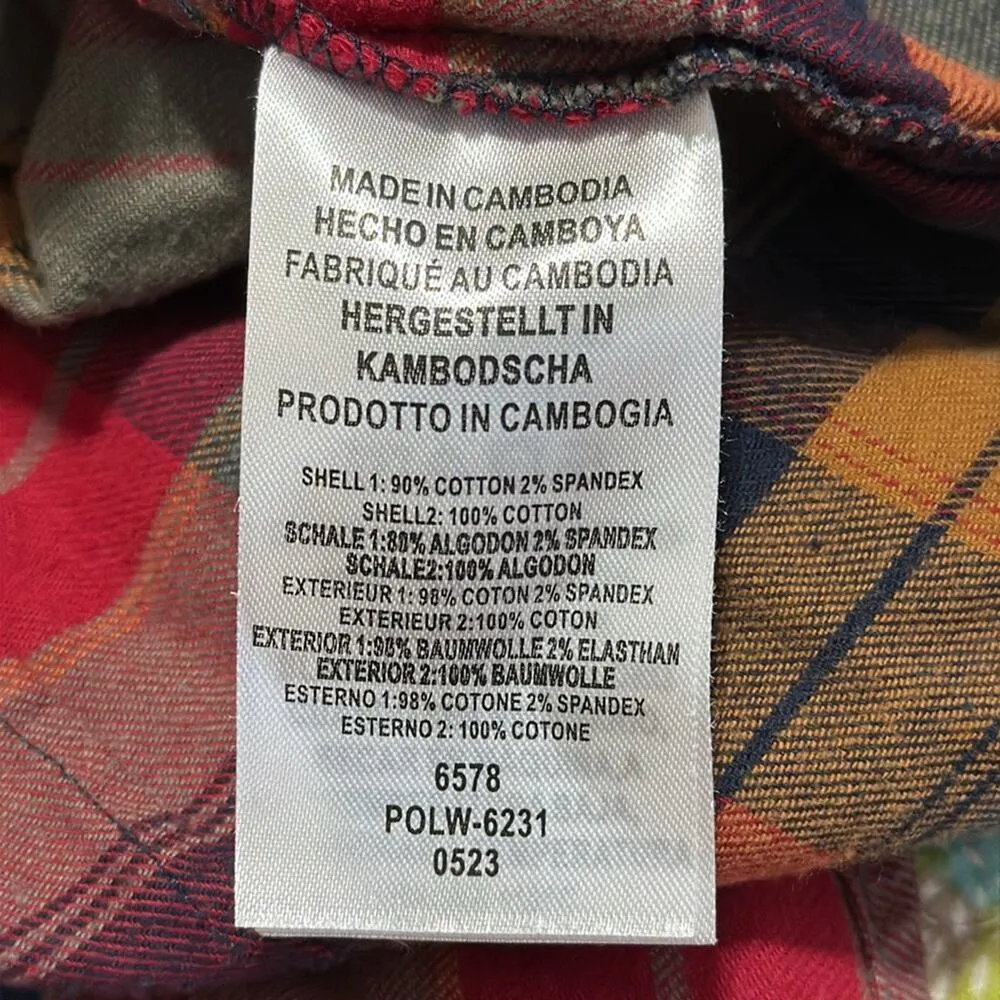 MADE IN CAMBODIA
HECHO EN CAMBOYA
FABRIQUÉ AU CAMBODIA
HERGESTELLT IN
KAMBODSCHA
PRODOTTO IN CAMBOGIA
SHELL 1: 90% COTTON 2% SPANDEX
SHELL2: 100% COTTON
SCHALE 1:88% ALGODON 2% SPANDEX
SCHALE2:100% ALGODON
EXTERIEUR 1: 98% COTON 2% SPANDEX
EXTERIEUR 2:100% COTON
EXTERIOR 1:98% BAUMWOLLE 2% ELASTHAN
EXTERIOR 2:100% BAUMWOLLE
ESTERNO 1:98% COTONE 2% SPANDEX
ESTERNO 2: 100% COTONE
6578
POLW-6231
0523